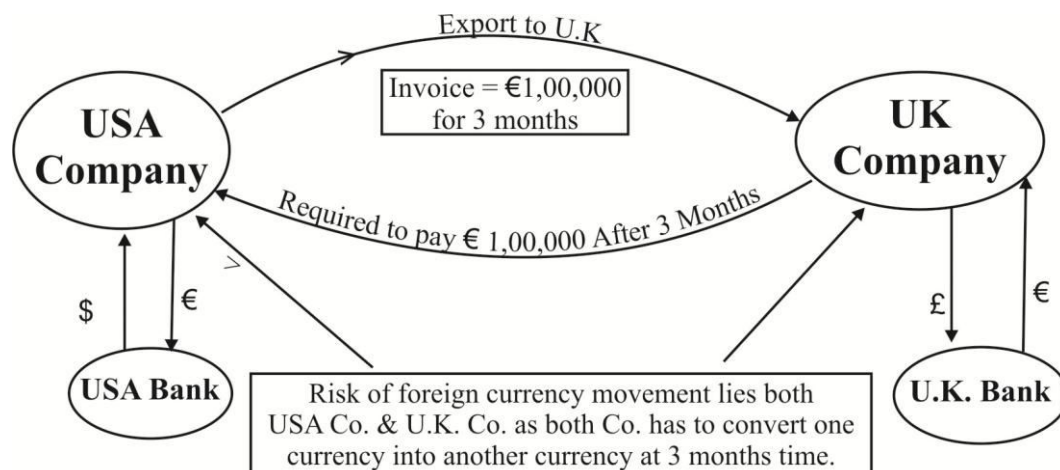 Export to U.K
Invoice = €1,00,000
for 3 months
USA
Company
UK
Company
Required to pay € 1,00,000 After 3 Months
$
€
£
€
USA Bank
U.K. Bank
Risk of foreign currency movement lies both
USA Co. & U.K. Co. as both Co. has to convert one
currency into another currency at 3 months time.